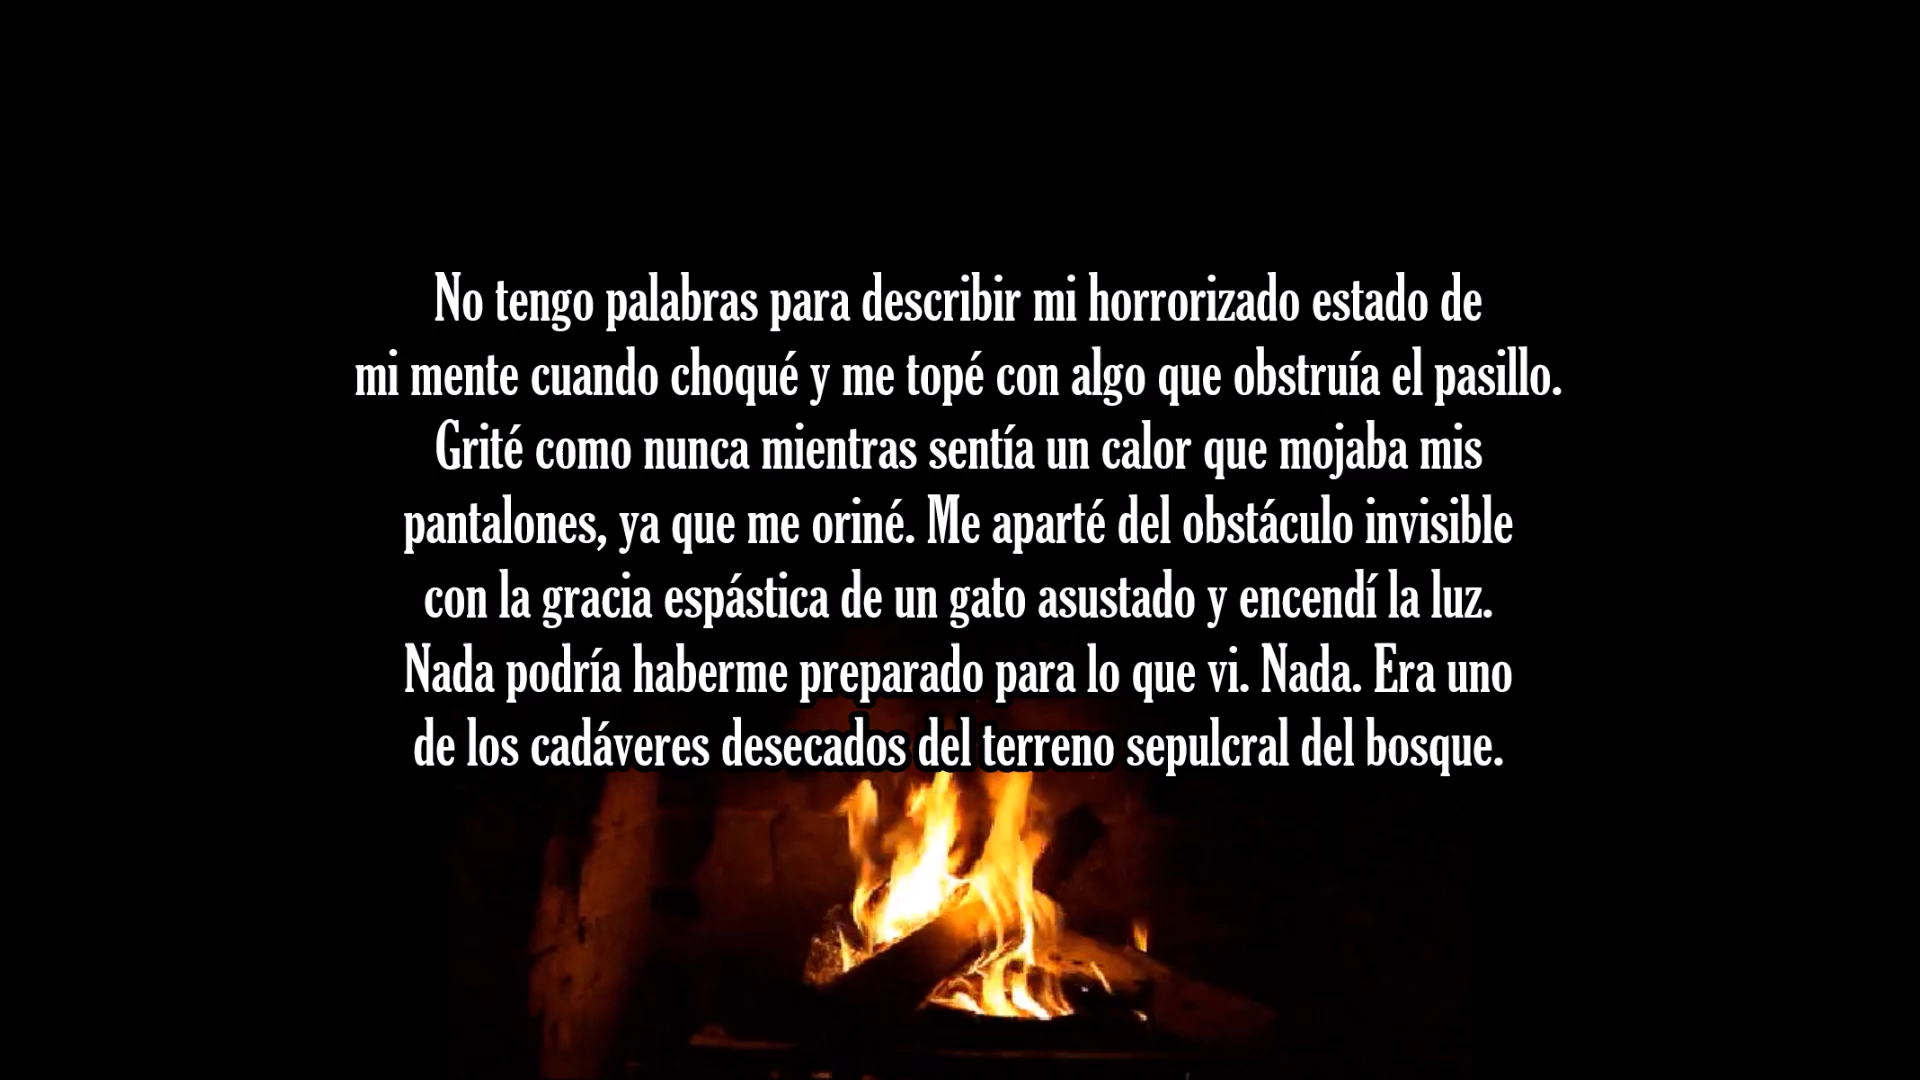 No tengo palabras para describir mi horrorizado estado de
mi mente cuando choqué y me topé con algo que obstruía el pasillo.
Grité como nunca mientras sentía un calor que mojaba mis
pantalones, ya que me oriné. Me aparté del obstáculo invisible
con la gracia espástica de un gato asustado y encendí la luz.
Nada podría haberme preparado para lo que vi. Nada. Era uno
de los cadáveres desecados del terreno sepulcral del bosque.